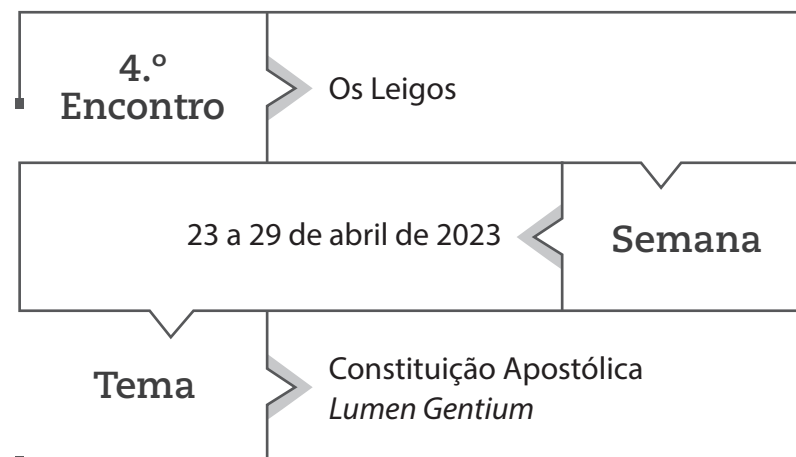 4.º
Encontro
Os Leigos
23 a 29 de abril de 2023
Semana
Tema
Constituição Apostólica
Lumen Gentium